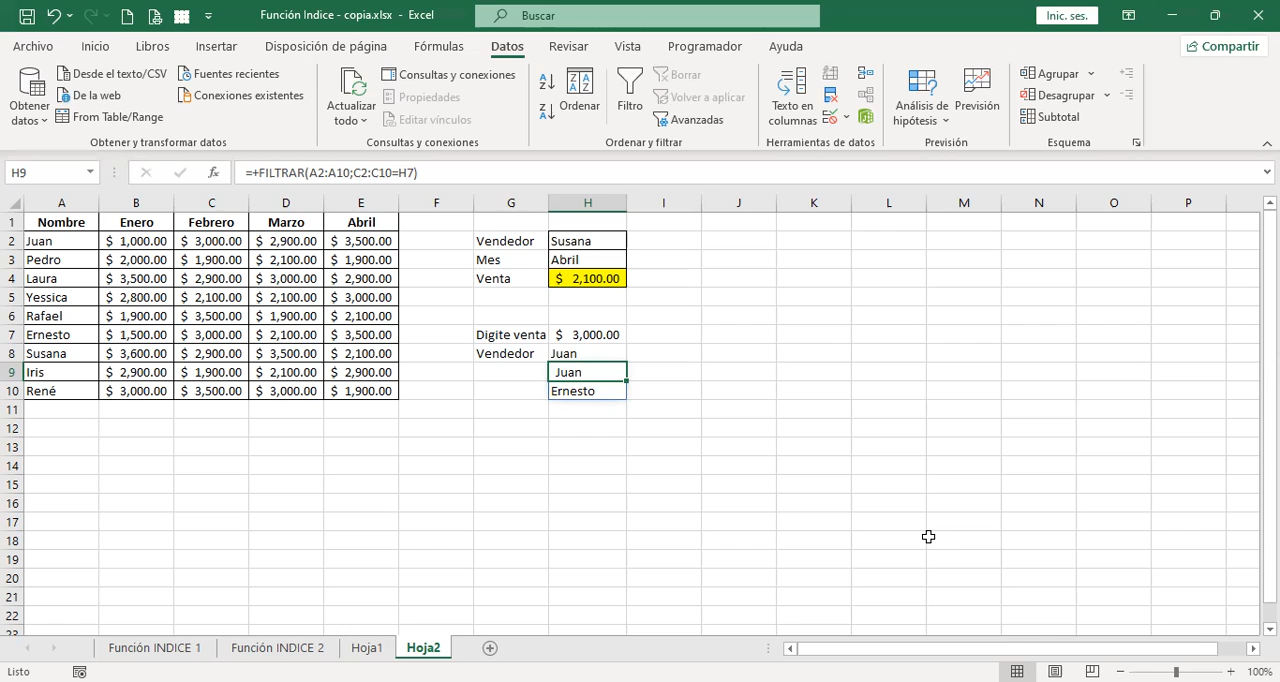 Función Indice - copia.xlsx - Excel
Buscar
Inic. ses.
Archivo Inicio Libros Insertar Disposición de página Fórmulas Datos Revisar Vista Programador Ayuda
Compartir
Obtener datos
Desde el texto/CSV
De la web
From Table/Range
Fuentes recientes
Conexiones existentes
Obtener y transformar datos
Actualizar todo
Consultas y conexiones
Propiedades
Editar vínculos
Consultas y conexiones
Ordenar
Filtro
Borrar
Volver a aplicar
Avanzadas
Ordenar y filtrar
Texto en columnas
Herramientas de datos
Análisis de hipótesis
Previsión
Previsión
Agrupar
Desagrupar
Subtotal
Esquema
H9 fx =+FILTRAR(A2:A10;C2:C10=H7)
A B C D E F G H I J K L M N O P
1 Nombre Enero Febrero Marzo Abril
2 Juan $ 1,000.00 $ 3,000.00 $ 2,900.00 $ 3,500.00 Vendedor Susana
3 Pedro $ 2,000.00 $ 1,900.00 $ 2,100.00 $ 1,900.00 Mes Abril
4 Laura $ 3,500.00 $ 2,900.00 $ 3,000.00 $ 2,900.00 Venta $ 2,100.00
5 Yessica $ 2,800.00 $ 2,100.00 $ 2,100.00 $ 3,000.00
6 Rafael $ 1,900.00 $ 3,500.00 $ 1,900.00 $ 2,100.00
7 Ernesto $ 1,500.00 $ 3,000.00 $ 2,100.00 $ 3,500.00 Digite venta $ 3,000.00
8 Susana $ 3,600.00 $ 2,900.00 $ 3,500.00 $ 2,100.00 Vendedor Juan
9 Iris $ 2,900.00 $ 1,900.00 $ 2,100.00 $ 2,900.00 Juan
10 René $ 3,000.00 $ 3,500.00 $ 3,000.00 $ 1,900.00 Ernesto
11
12
13
14
15
16
17
18
19
20
21
22
23
Función INDICE 1 Función INDICE 2 Hoja1 Hoja2
Listo
100%